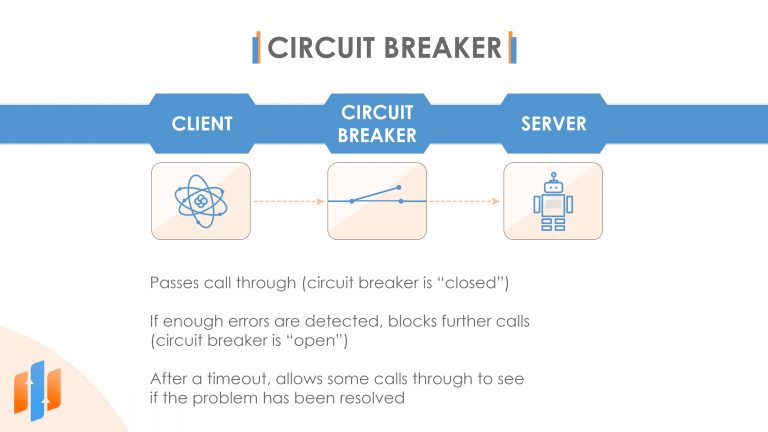 CIRCUIT BREAKER
CLIENT
CIRCUIT
BREAKER
SERVER
Passes call through (circuit breaker is “closed”)
If enough errors are detected, blocks further calls
(circuit breaker is “open”)
After a timeout, allows some calls through to see
if the problem has been resolved